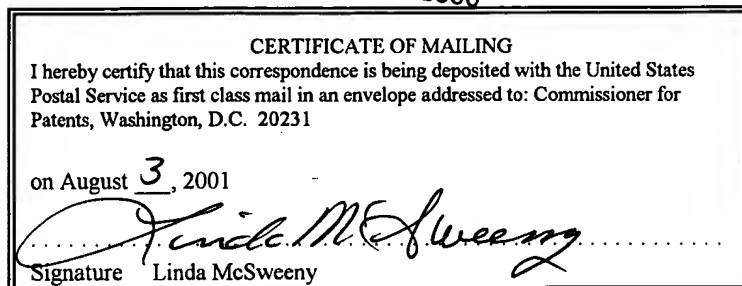 CERTIFICATE OF MAILING
I hereby certify that this correspondence is being deposited with the United States
Postal Service as first class mail in an envelope addressed to: Commissioner for
Patents, Washington, D.C. 20231
on August 3, 2001
Linda McSweeny
Signature Linda McSweeny